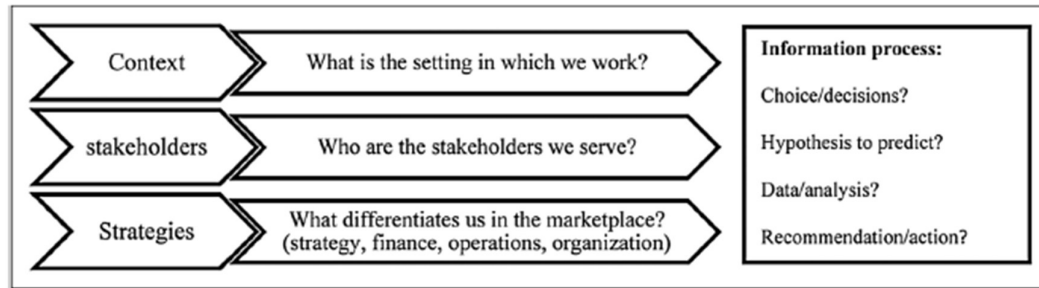 Context
What is the setting in which we work?
stakeholders
Who are the stakeholders we serve?
Strategies
What differentiates us in the marketplace?
(strategy, finance, operations, organization)
Information process:
Choice/decisions?
Hypothesis to predict?
Data/analysis?
Recommendation/action?